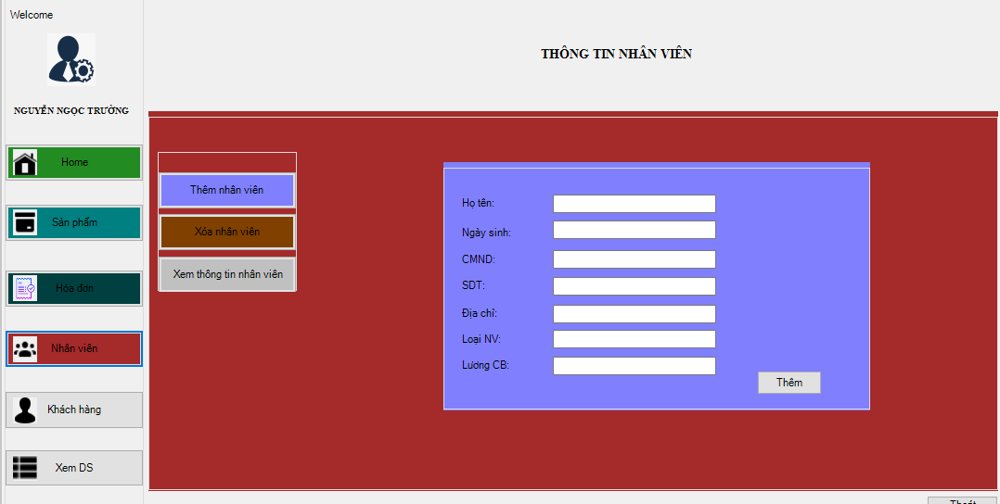 Welcome
THÔNG TIN NHÂN VIÊN
NGUYỄN NGỌC TRƯỜNG
Home
Sản phẩm
Hóa đơn
Nhân viên
Khách hàng
Xem DS
Thêm nhân viên
Xóa nhân viên
Xem thông tin nhân viên
Họ tên:
Ngày sinh:
CMND:
SDT:
Địa chỉ:
Loại NV:
Lương CB:
Thêm
Thoát